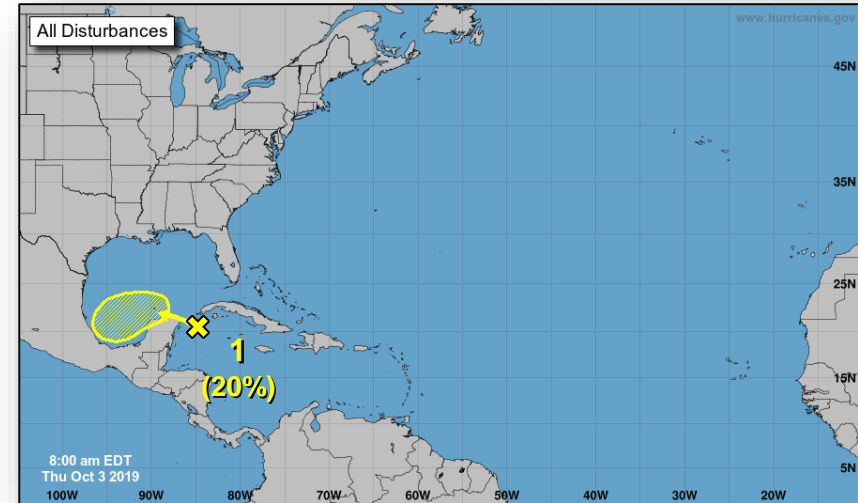 All Disturbances
www.hurricanes.gov
45N
35N
25N
1
(20%)
15N
8:00 am EDT
Thu Oct 3 2019
5N
100W 90W 80W 70W 60W 50W 40W 30W 20W